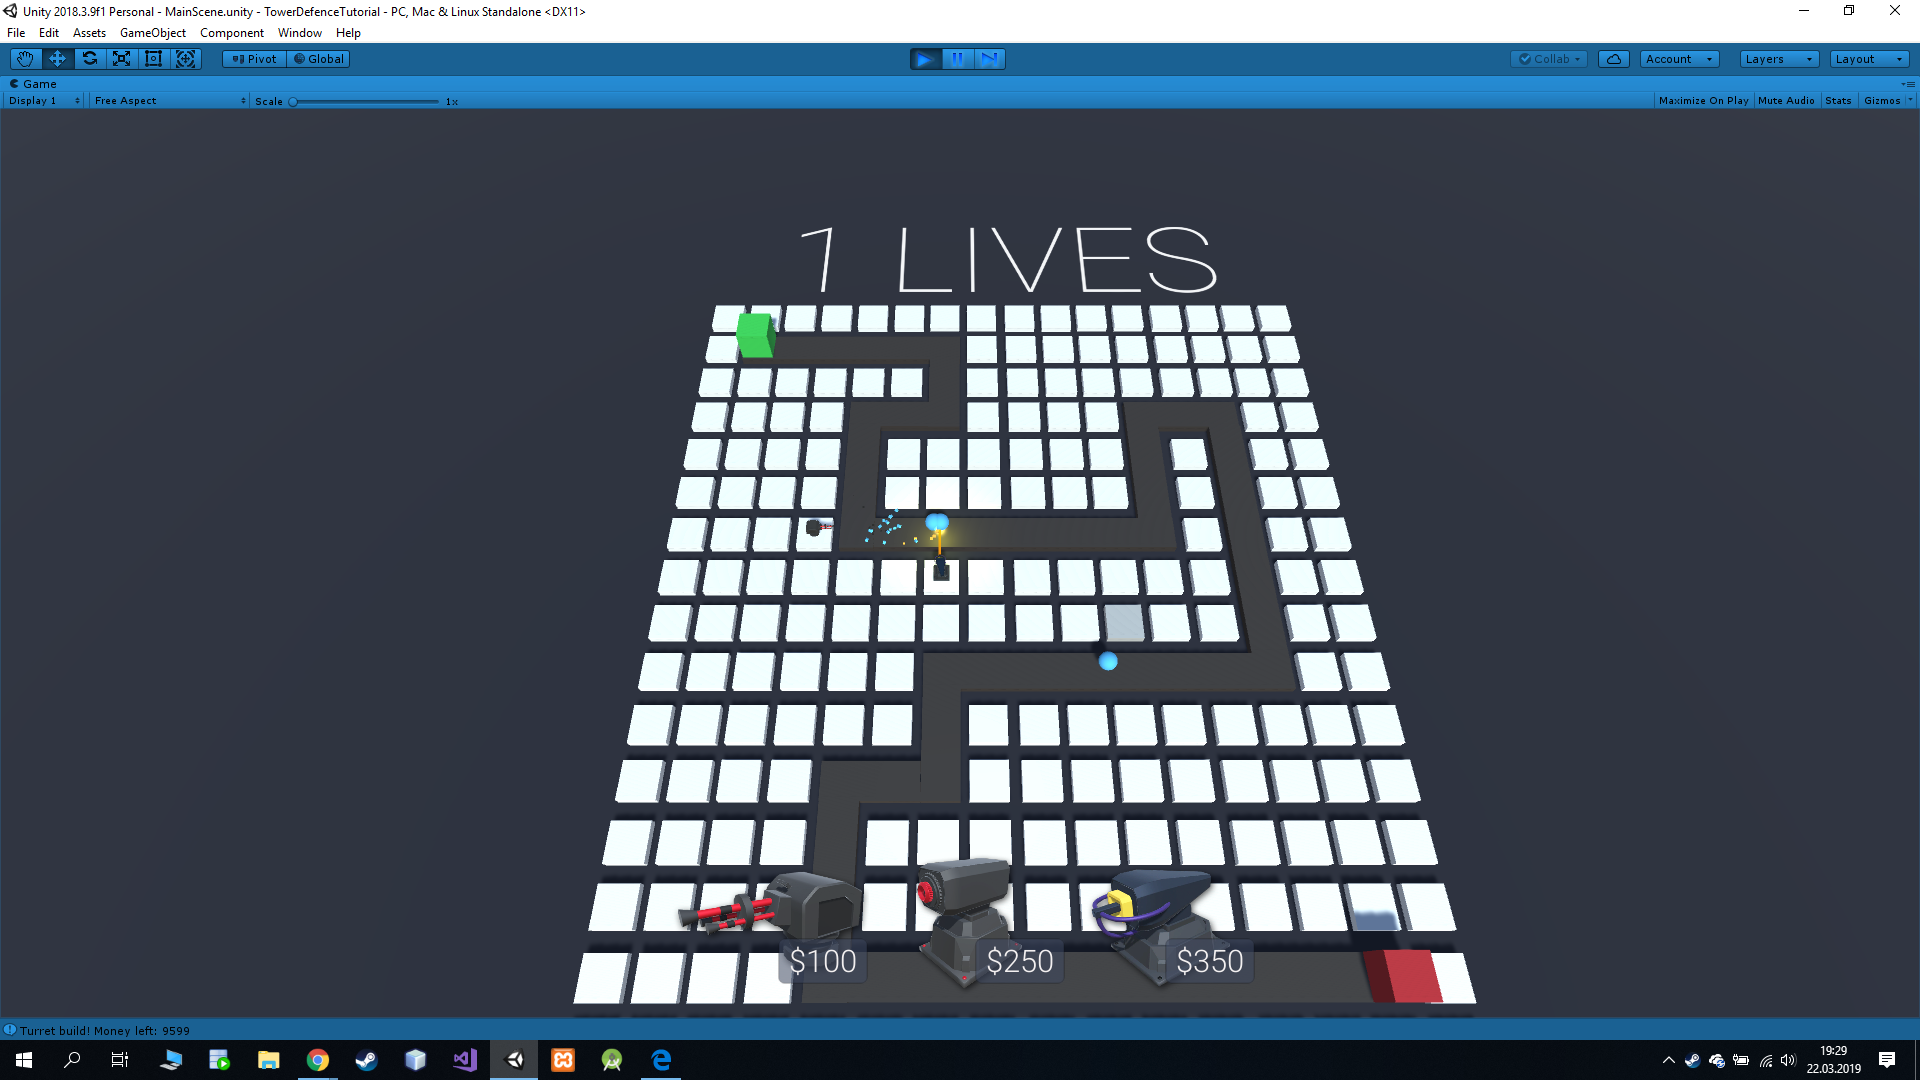 Unity 2018.3.9f1 Personal - MainScene.unity - TowerDefenceTutorial - PC, Mac & Linux Standalone <DX11>
File Edit Assets GameObject Component Window Help
Pivot Global Collab Account Layers Layout
Game
Display 1 Free Aspect Scale 1x Maximize On Play Mute Audio Stats Gizmos
1 LIVES
$100 $250 $350
Turret build! Money left: 9599
19:29
22.03.2019